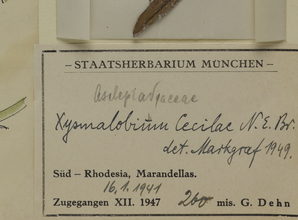 – STAATSHERBARIUM MÜNCHEN –
Asclepiadaceae
Xysmalobium Cecilae N. E. Br.
det. Markgraf 1949.
Süd – Rhodesia, Marandellas.
16.1.1941
Zugegangen XII. 1947 260 mis. G. Dehn